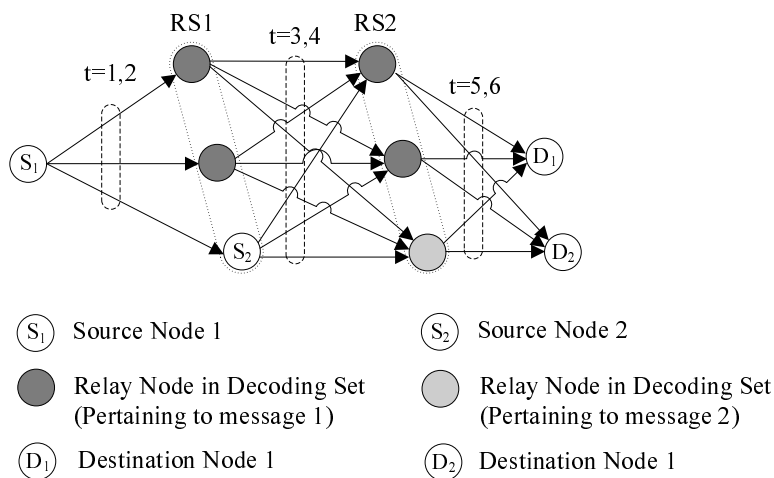 RS1
t=3,4
RS2
t=1,2
t=5,6
S1
D1
S2
D2
S1 Source Node 1
S2 Source Node 2
Relay Node in Decoding Set
(Pertaining to message 1)
Relay Node in Decoding Set
(Pertaining to message 2)
D1 Destination Node 1
D2 Destination Node 1